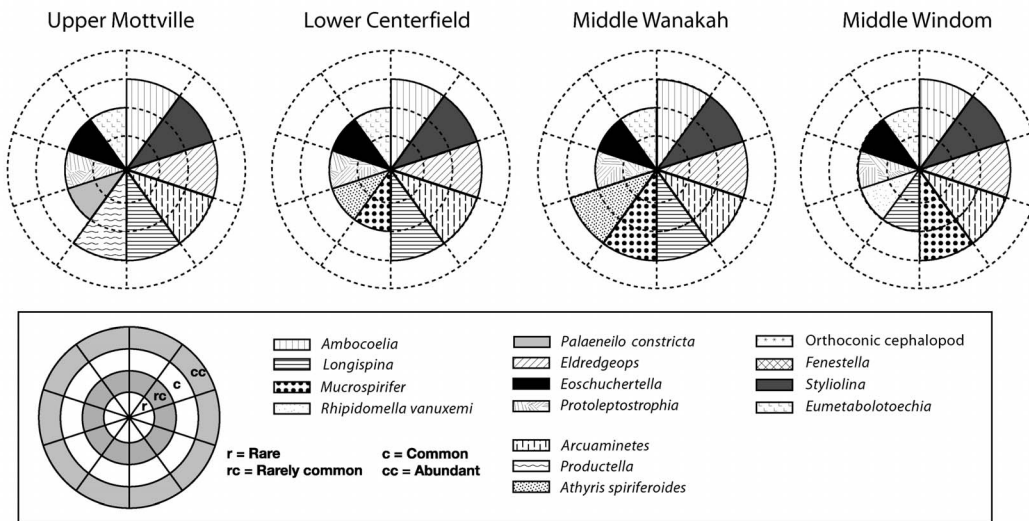 Upper Mottville
Lower Centerfield
Middle Wanakah
Middle Windom
cc
c
rc
r
r = Rare
rc = Rarely common
c = Common
cc = Abundant
Ambocoelia
Longispina
Mucrospirifer
Rhipidomella vanuxemi
Palaeneilo constricta
Eldredgeops
Eoschuchertella
Protoleptostrophia
Arcuaminetes
Productella
Athyris spiriferoides
Orthoconic cephalopod
Fenestella
Styliolina
Eumetabolotoechia